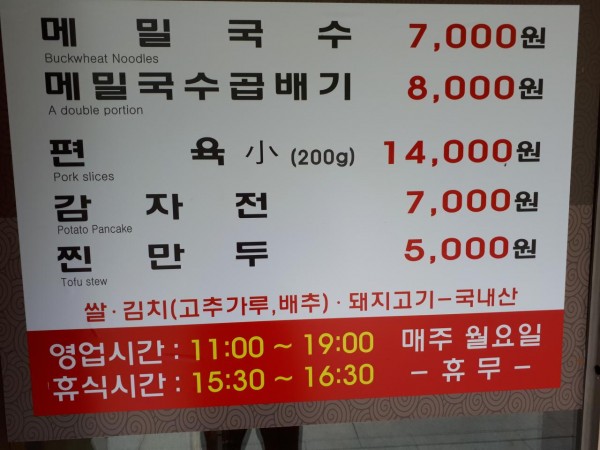 메밀국수 7,000원
Buckwheat Noodles
메밀국수곱배기 8,000원
A double portion
편육 小 (200g) 14,000원
Pork slices
감자전 7,000원
Potato Pancake
찐만두 5,000원
Tofu stew
쌀·김치(고추가루,배추)·돼지고기-국내산
영업시간 : 11:00 ~ 19:00
휴식시간 : 15:30 ~ 16:30
매주 월요일
- 휴무 -